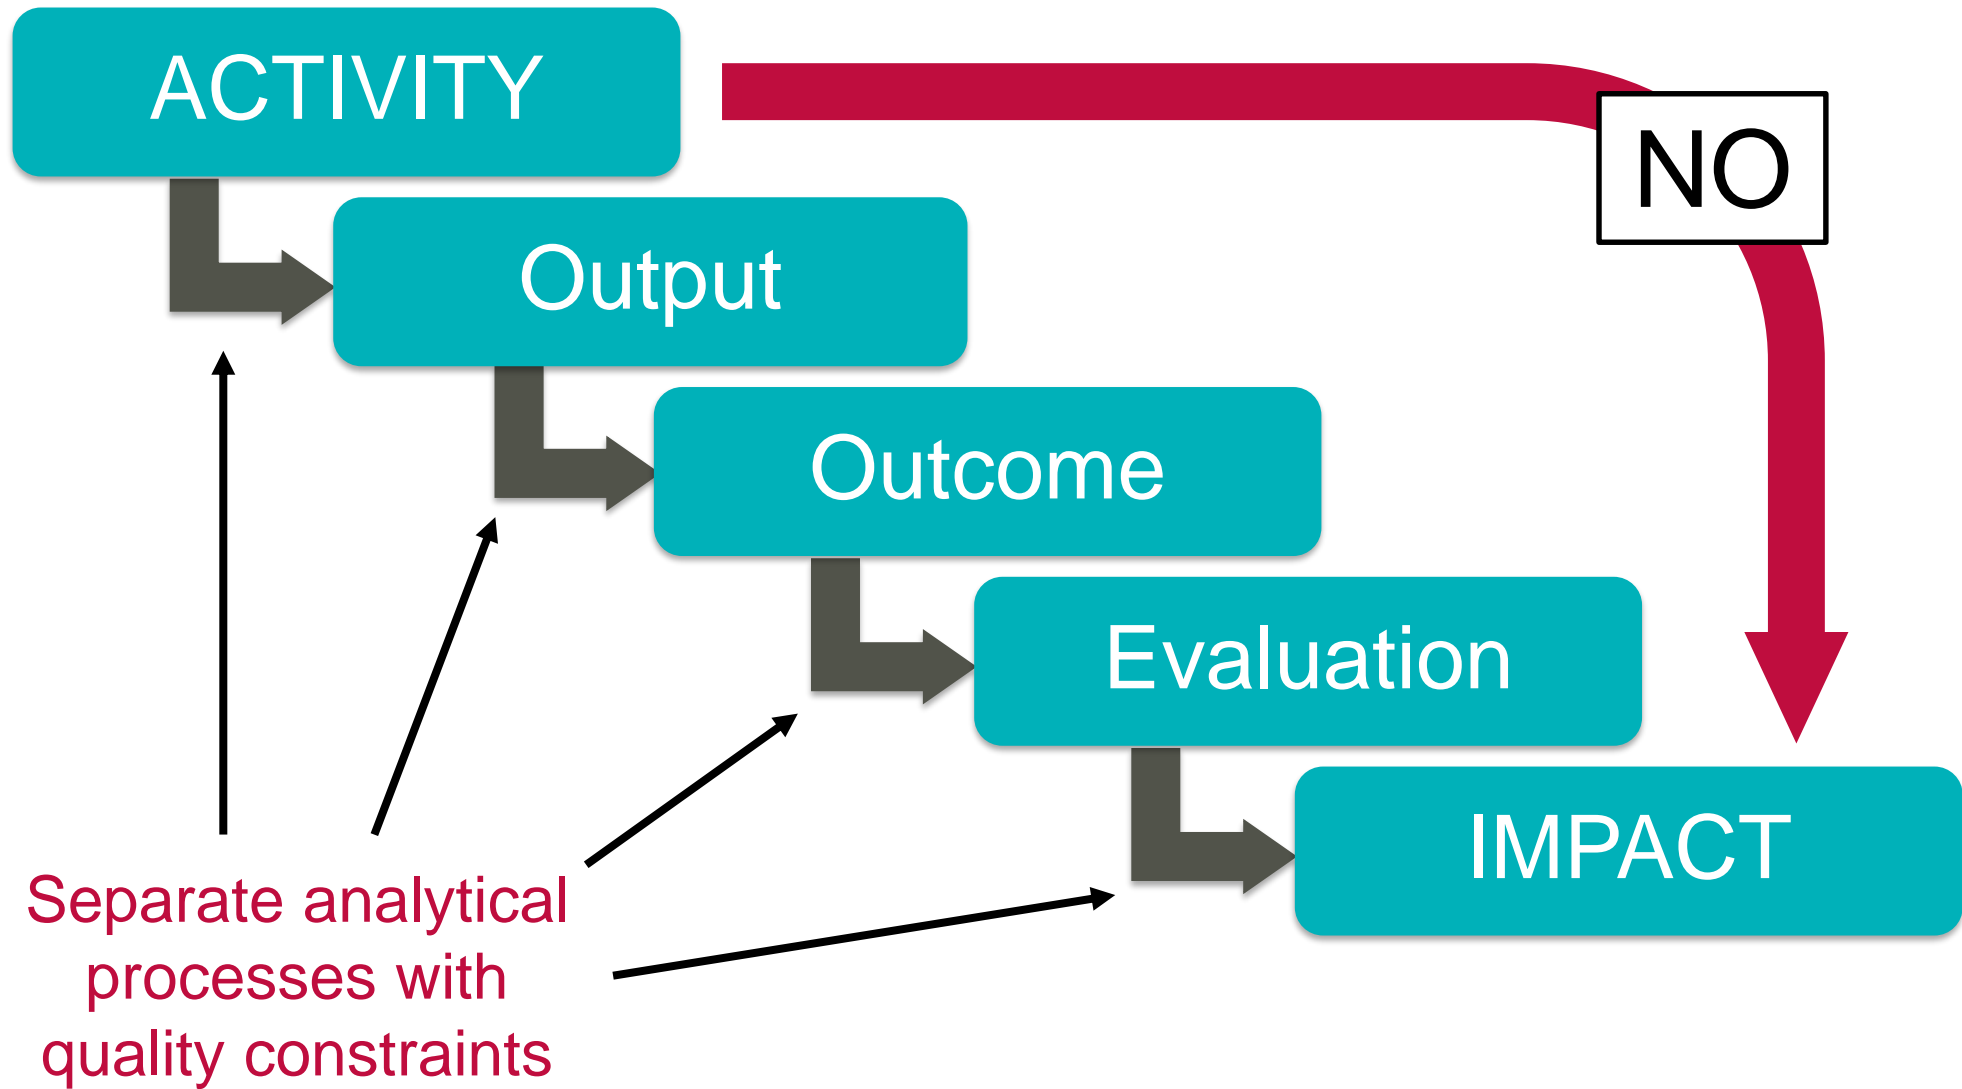 ACTIVITY
NO
Output
Outcome
Evaluation
IMPACT
Separate analytical
processes with
quality constraints